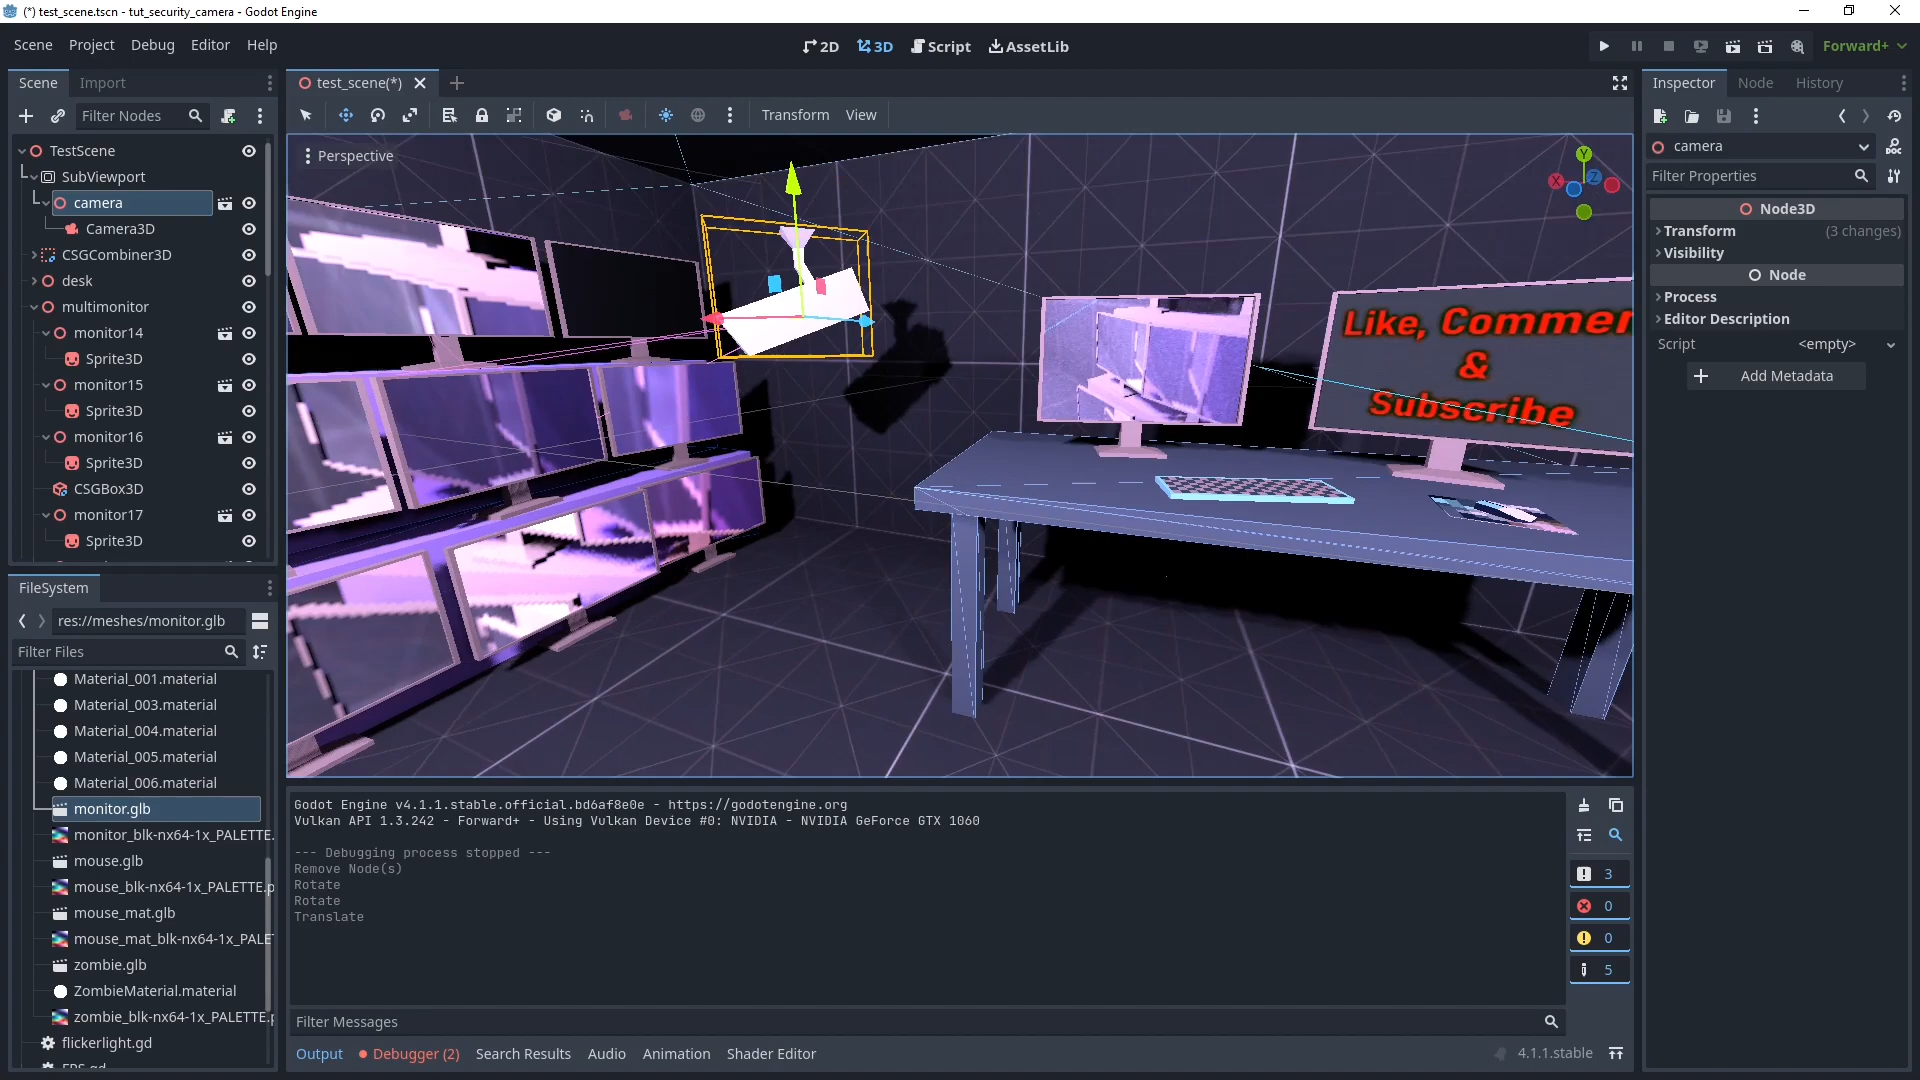 (*) test_scene.tscn - tut_security_camera - Godot Engine
Scene Project Debug Editor Help
2D 3D Script AssetLib
Forward+
Scene Import
test_scene(*)
Inspector Node History
Filter Nodes
Transform View
TestScene
SubViewport
camera
Camera3D
CSGCombiner3D
desk
multimonitor
monitor14
Sprite3D
monitor15
Sprite3D
monitor16
Sprite3D
CSGBox3D
monitor17
Sprite3D
FileSystem
res://meshes/monitor.glb
Filter Files
Material_001.material
Material_003.material
Material_004.material
Material_005.material
Material_006.material
monitor.glb
monitor_blk-nx64-1x_PALETTE.
mouse.glb
mouse_blk-nx64-1x_PALETTE.p
mouse_mat.glb
mouse_mat_blk-nx64-1x_PALE
zombie.glb
ZombieMaterial.material
zombie_blk-nx64-1x_PALETTE.p
flickerlight.gd
Perspective
Y
X
Z
Like, Commen
&
Subscribe
Godot Engine v4.1.1.stable.official.bd6af8e0e - https://godotengine.org
Vulkan API 1.3.242 - Forward+ - Using Vulkan Device #0: NVIDIA - NVIDIA GeForce GTX 1060
--- Debugging process stopped ---
Remove Node(s)
Rotate
Rotate
Translate
3
0
0
5
Filter Messages
Output Debugger (2) Search Results Audio Animation Shader Editor
4.1.1.stable
camera
DOC
Filter Properties
Node3D
Transform (3 changes)
Visibility
Node
Process
Editor Description
Script <empty>
Add Metadata